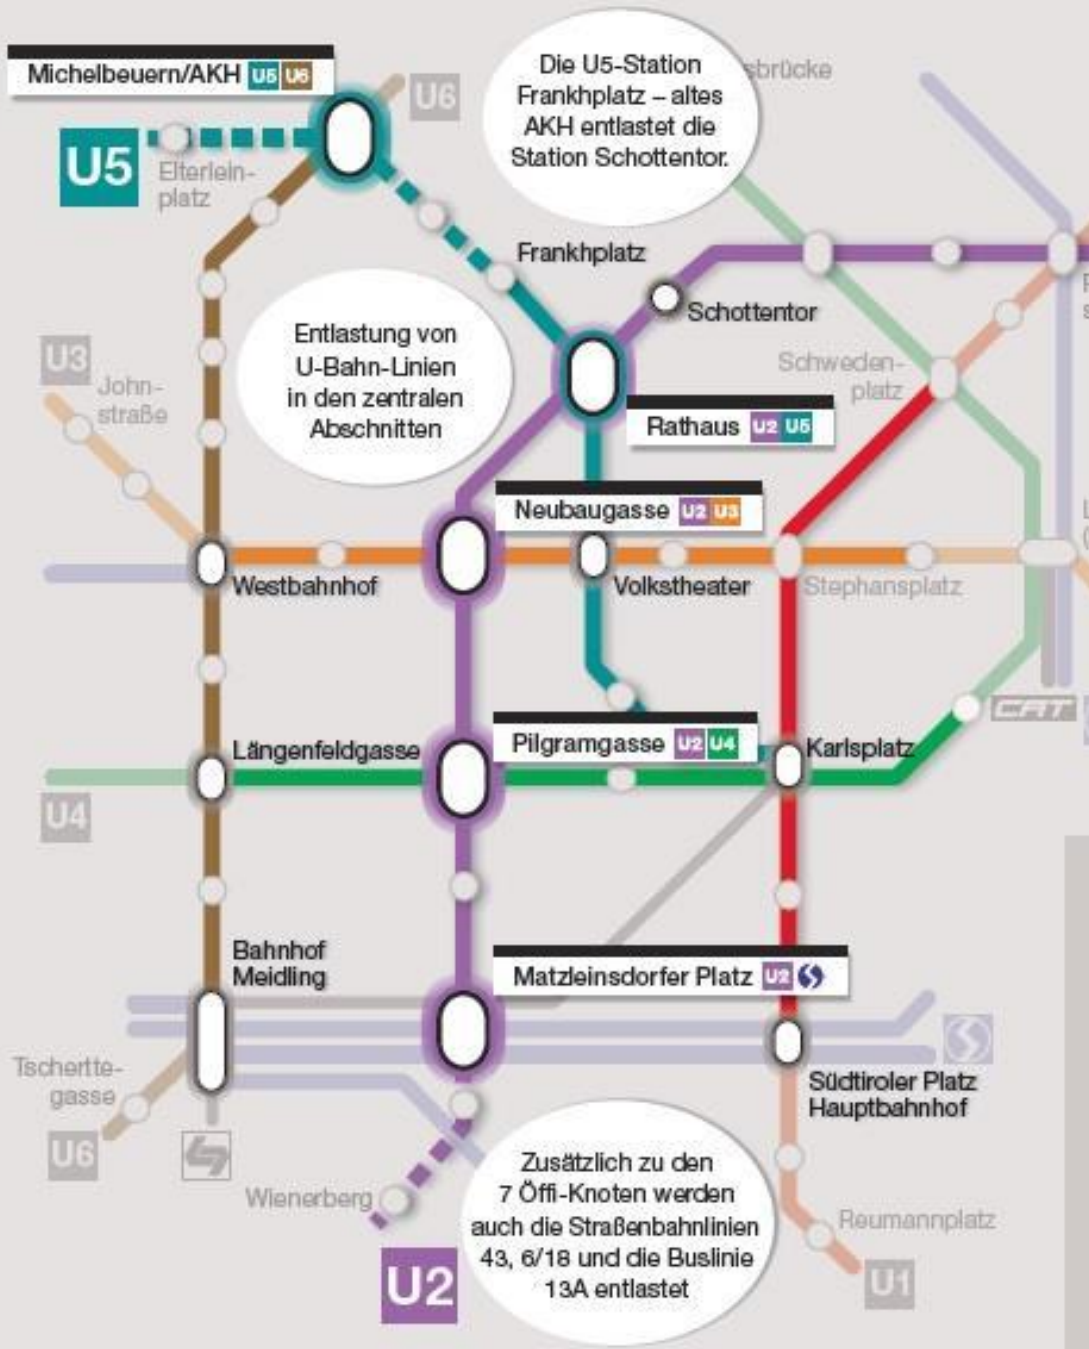 Michelbeuern/AKH U5 U6
U6
Die U5-Station
Frankhplatz – altes
AKH entlastet die
Station Schottentor.
sbrücke
U5
Elterlein-
platz
Frankhplatz
Schottentor
Entlastung von
U-Bahn-Linien
in den zentralen
Abschnitten
U3
John-
straße
Schweden-
platz
Rathaus U2 U5
Neubaugasse U2 U3
Westbahnhof
Volkstheater
Stephansplatz
Längenfeldgasse
Pilgramgasse U2 U4
Karlsplatz
CAT
U4
Bahnhof
Meidling
Matzleinsdorfer Platz U2
Tschertte-
gasse
U6
Südtiroler Platz
Hauptbahnhof
Wienerberg
U2
Zusätzlich zu den
7 Öffi-Knoten werden
auch die Straßenbahnlinien
43, 6/18 und die Buslinie
13A entlastet
Reumannplatz
U1